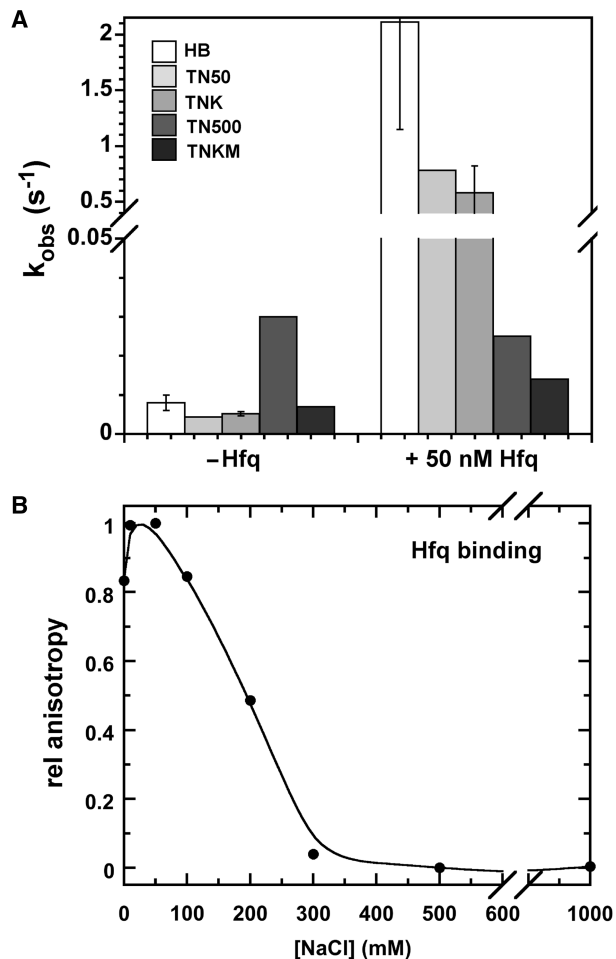 A
2
1.5
1
0.5
0.05
0
k_obs (s⁻¹)
HB
TN50
TNK
TN500
TNKM
–Hfq
+ 50 nM Hfq
B
Hfq binding
1
0.8
0.6
0.4
0.2
0
rel anisotropy
0 100 200 300 400 500 600 1000
[NaCl] (mM)